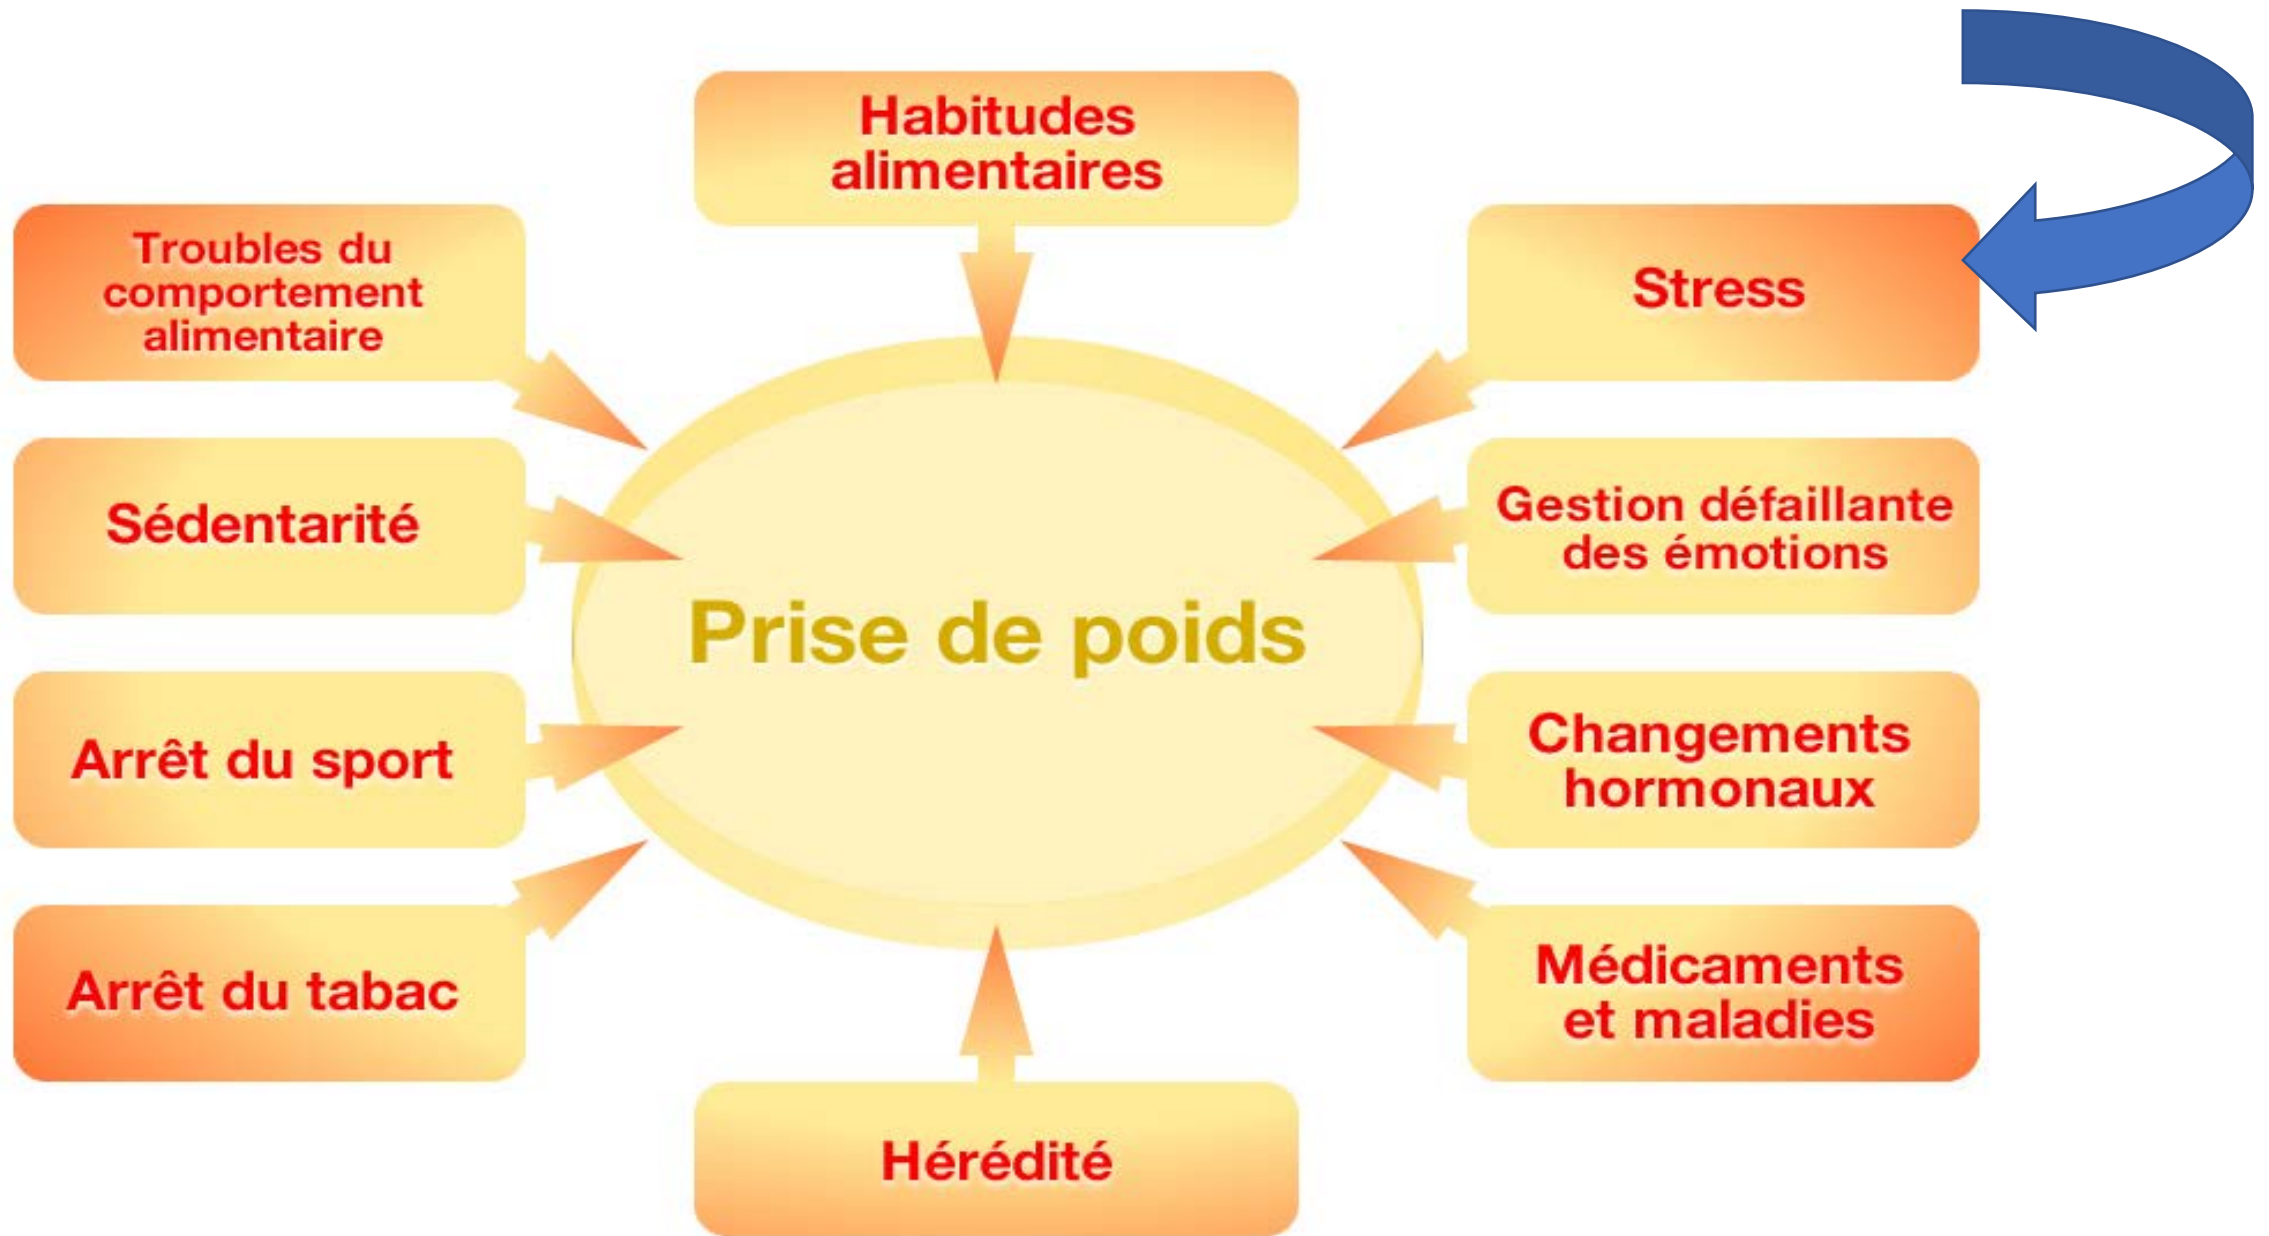 Habitudes
alimentaires
Troubles du
comportement
alimentaire
Stress
Sédentarité
Gestion défaillante
des émotions
Prise de poids
Arrêt du sport
Changements
hormonaux
Arrêt du tabac
Médicaments
et maladies
Hérédité